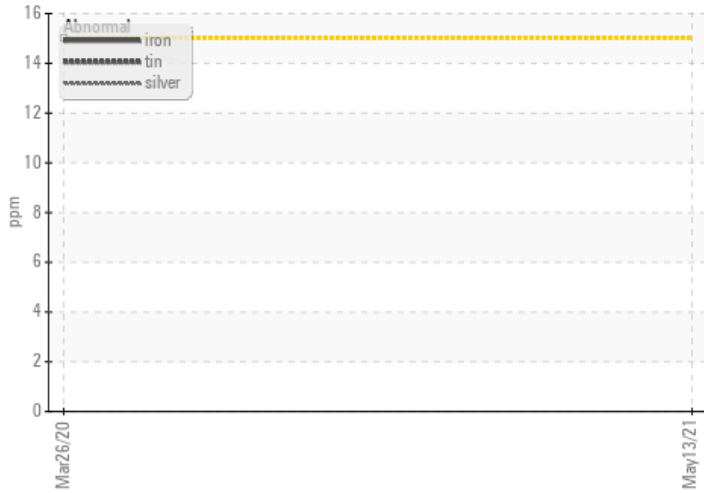 16
14
12
10
8
6
4
2
0
ppm
Abnormal
iron
tin
silver
Mar26/20
May13/21